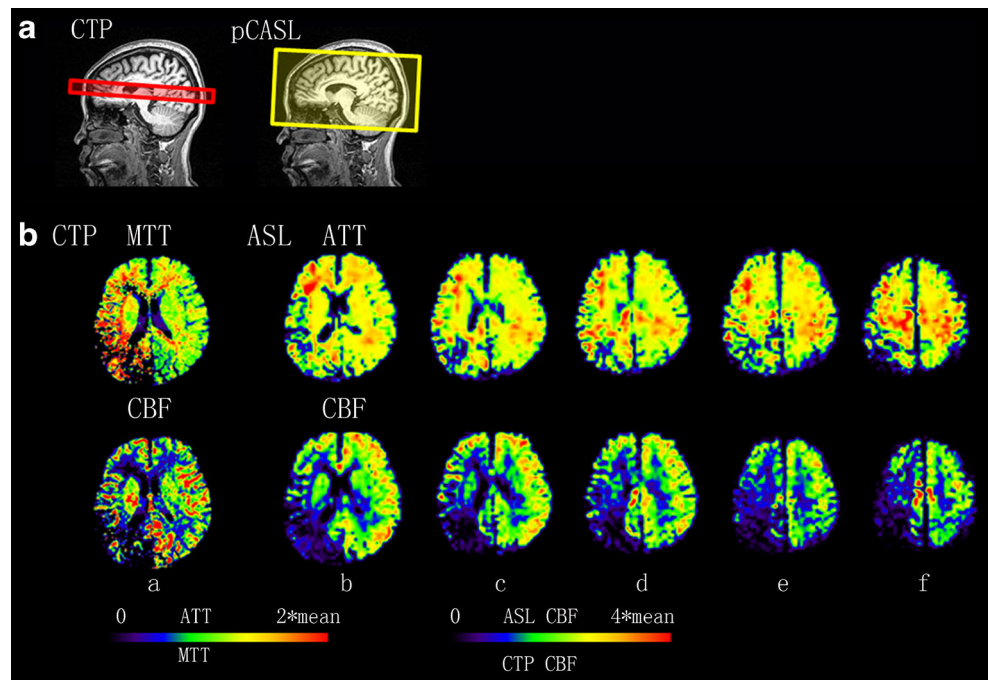 a CTP pCASL
b CTP MTT ASL ATT
CBF CBF
a b c d e f
0 ATT 2*mean 0 ASL CBF 4*mean
MTT CTP CBF